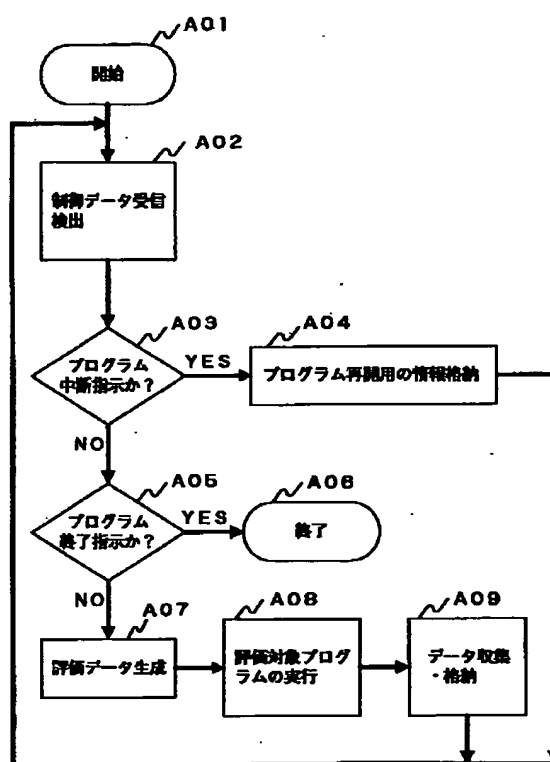 A01
開始
A02
制御データ受信
検出
A03
プログラム
中断指示か?
YES
A04
プログラム再開用の情報格納
NO
A05
プログラム
終了指示か?
YES
A06
終了
NO
A07
評価データ生成
A08
評価対象プログ
ラムの実行
A09
データ収集
・格納